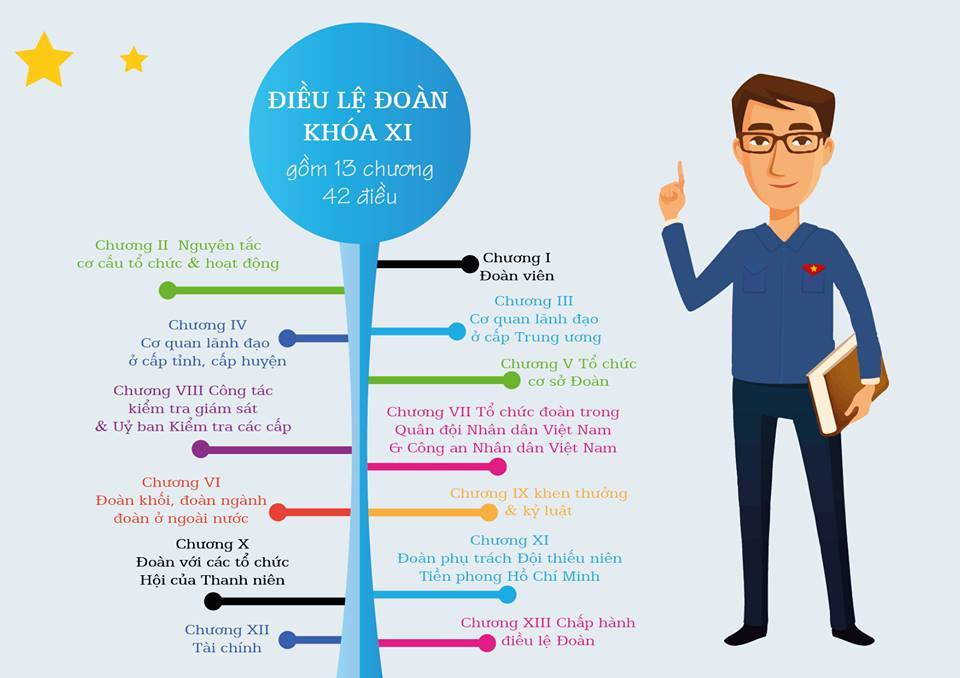 ĐIỀU LỆ ĐOÀN
KHÓA XI
gồm 13 chương
42 điều
Chương I
Đoàn viên
Chương II Nguyên tắc
cơ cấu tổ chức & hoạt động
Chương III
Cơ quan lãnh đạo
ở cấp Trung ương
Chương IV
Cơ quan lãnh đạo
ở cấp tỉnh, cấp huyện
Chương V Tổ chức
cơ sở Đoàn
Chương VIII Công tác
kiểm tra giám sát
& Uỷ ban Kiểm tra các cấp
Chương VII Tổ chức đoàn trong
Quân đội Nhân dân Việt Nam
& Công an Nhân dân Việt Nam
Chương VI
Đoàn khối, đoàn ngành
đoàn ở ngoài nước
Chương IX khen thưởng
& kỷ luật
Chương X
Đoàn với các tổ chức
Hội của Thanh niên
Chương XI
Đoàn phụ trách Đội thiếu niên
Tiền phong Hồ Chí Minh
Chương XII
Tài chính
Chương XIII Chấp hành
điều lệ Đoàn